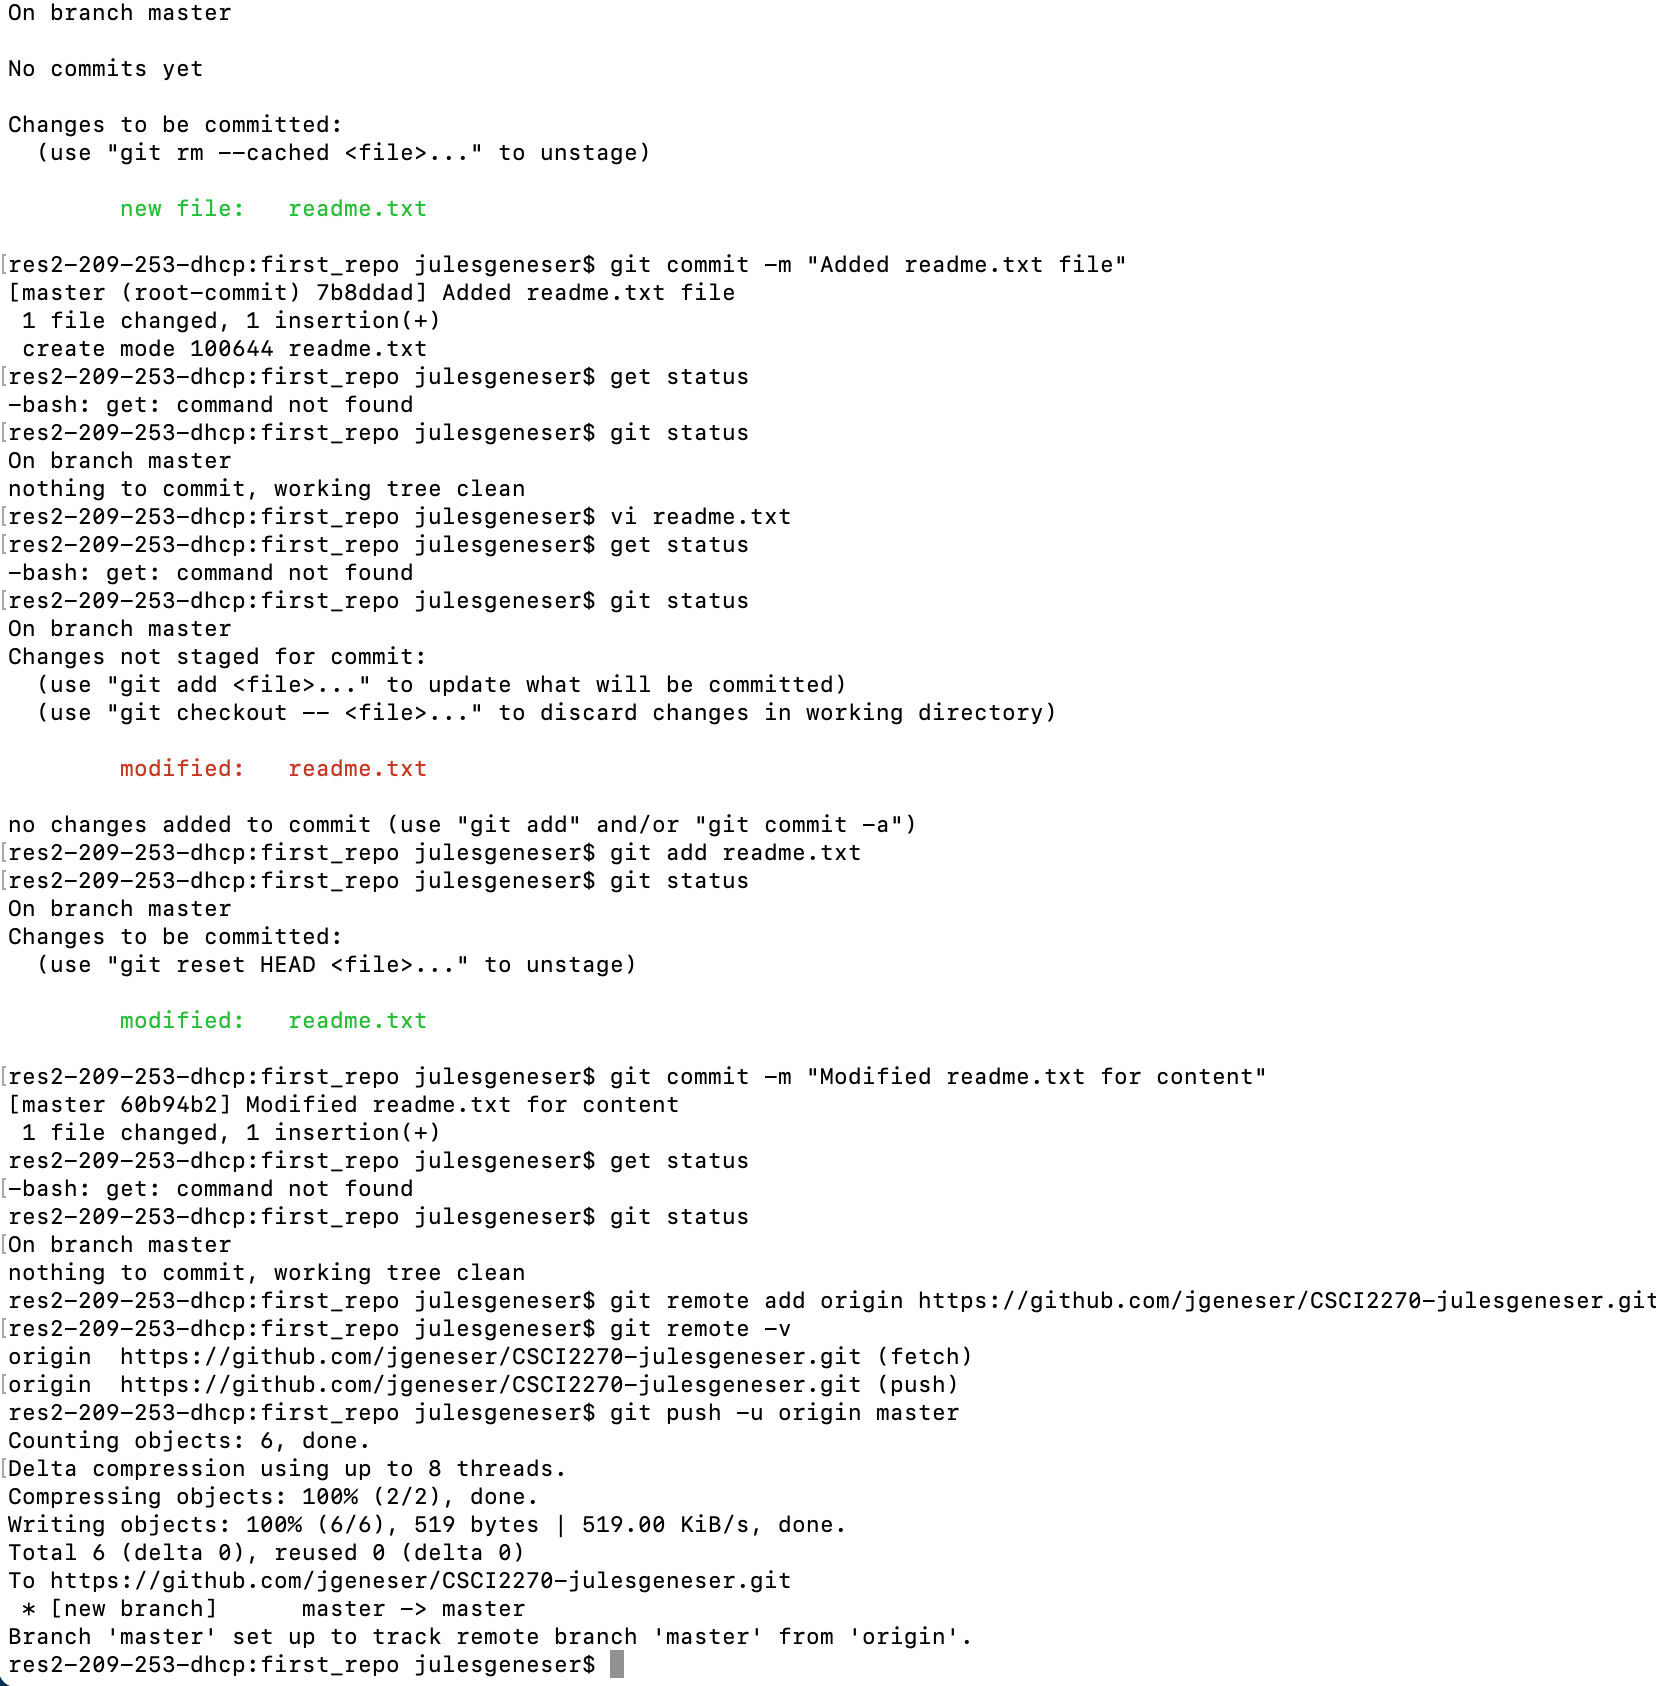 On branch master
No commits yet
Changes to be committed:
  (use "git rm --cached <file>..." to unstage)
        new file:   readme.txt
[res2-209-253-dhcp:first_repo julesgeneser$ git commit -m "Added readme.txt file"
[master (root-commit) 7b8ddad] Added readme.txt file
 1 file changed, 1 insertion(+)
 create mode 100644 readme.txt
[res2-209-253-dhcp:first_repo julesgeneser$ get status
-bash: get: command not found
[res2-209-253-dhcp:first_repo julesgeneser$ git status
On branch master
nothing to commit, working tree clean
[res2-209-253-dhcp:first_repo julesgeneser$ vi readme.txt
[res2-209-253-dhcp:first_repo julesgeneser$ get status
-bash: get: command not found
[res2-209-253-dhcp:first_repo julesgeneser$ git status
On branch master
Changes not staged for commit:
  (use "git add <file>..." to update what will be committed)
  (use "git checkout -- <file>..." to discard changes in working directory)
        modified:   readme.txt
no changes added to commit (use "git add" and/or "git commit -a")
[res2-209-253-dhcp:first_repo julesgeneser$ git add readme.txt
[res2-209-253-dhcp:first_repo julesgeneser$ git status
On branch master
Changes to be committed:
  (use "git reset HEAD <file>..." to unstage)
        modified:   readme.txt
[res2-209-253-dhcp:first_repo julesgeneser$ git commit -m "Modified readme.txt for content"
[master 60b94b2] Modified readme.txt for content
 1 file changed, 1 insertion(+)
res2-209-253-dhcp:first_repo julesgeneser$ get status
[-bash: get: command not found
res2-209-253-dhcp:first_repo julesgeneser$ git status
[On branch master
nothing to commit, working tree clean
res2-209-253-dhcp:first_repo julesgeneser$ git remote add origin https://github.com/jgeneser/CSCI2270-julesgeneser.git
[res2-209-253-dhcp:first_repo julesgeneser$ git remote -v
origin  https://github.com/jgeneser/CSCI2270-julesgeneser.git (fetch)
[origin  https://github.com/jgeneser/CSCI2270-julesgeneser.git (push)
res2-209-253-dhcp:first_repo julesgeneser$ git push -u origin master
Counting objects: 6, done.
[Delta compression using up to 8 threads.
Compressing objects: 100% (2/2), done.
Writing objects: 100% (6/6), 519 bytes | 519.00 KiB/s, done.
Total 6 (delta 0), reused 0 (delta 0)
To https://github.com/jgeneser/CSCI2270-julesgeneser.git
 * [new branch]      master -> master
Branch 'master' set up to track remote branch 'master' from 'origin'.
res2-209-253-dhcp:first_repo julesgeneser$